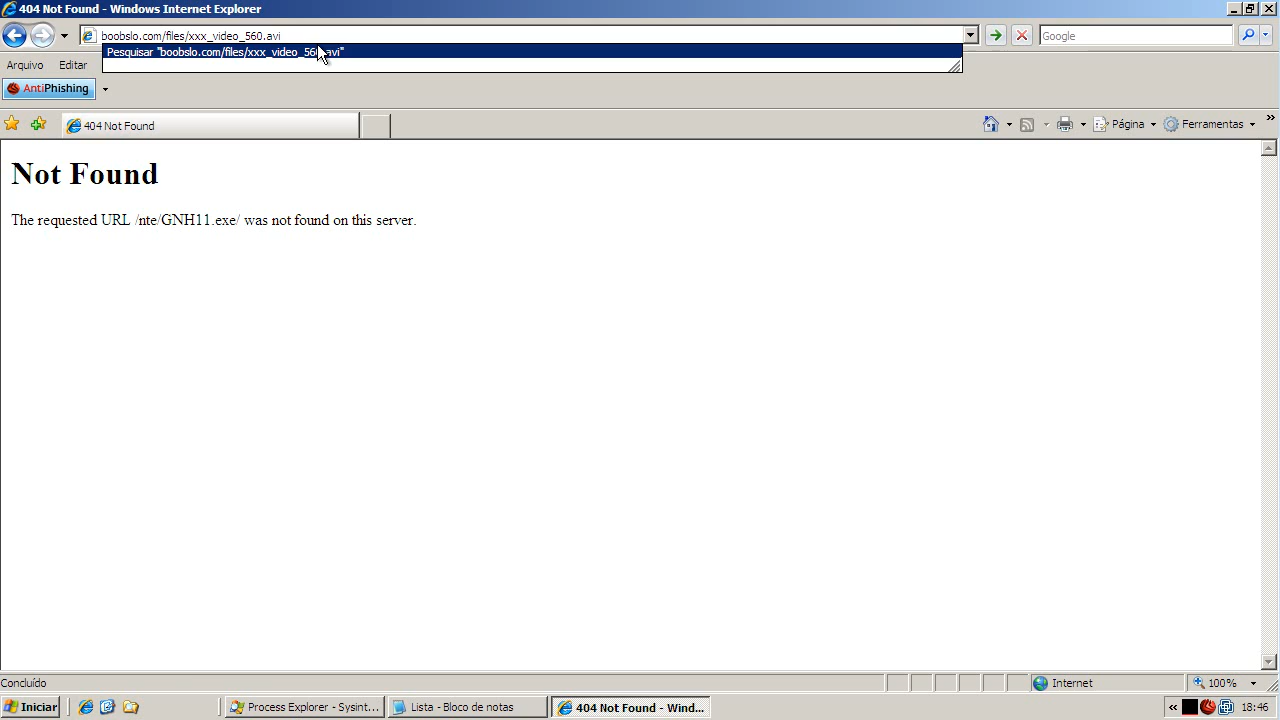 404 Not Found - Windows Internet Explorer
boobslo.com/files/xxx_video_560.avi
Google
Pesquisar "boobslo.com/files/xxx_video_560.avi"
Arquivo Editar
AntiPhishing
404 Not Found
Página Ferramentas »
Not Found
The requested URL /nte/GNH11.exe/ was not found on this server.
Concluído
Internet
100%
Iniciar
Process Explorer - Sysint...
Lista - Bloco de notas
404 Not Found - Wind...
«
18:46